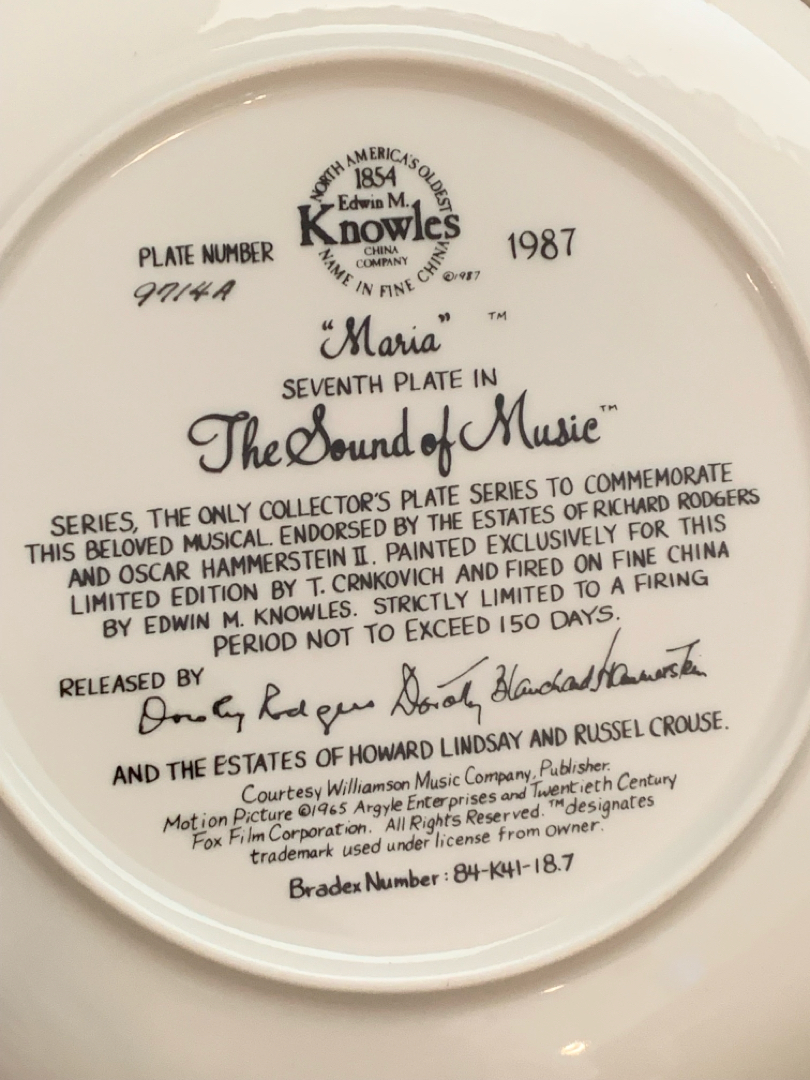 NORTH AMERICA'S OLDEST
1854
Edwin M.
Knowles
CHINA
COMPANY
NAME IN FINE CHINA
©1987
PLATE NUMBER
9714A
1987
"Maria" ™
SEVENTH PLATE IN
The Sound of Music™
SERIES, THE ONLY COLLECTOR'S PLATE SERIES TO COMMEMORATE
THIS BELOVED MUSICAL. ENDORSED BY THE ESTATES OF RICHARD RODGERS
AND OSCAR HAMMERSTEIN II. PAINTED EXCLUSIVELY FOR THIS
LIMITED EDITION BY T. CRNKOVICH AND FIRED ON FINE CHINA
BY EDWIN M. KNOWLES. STRICTLY LIMITED TO A FIRING
PERIOD NOT TO EXCEED 150 DAYS.
RELEASED BY
Dorothy Rodgers Dorothy Blanchard Hammerstein
AND THE ESTATES OF HOWARD LINDSAY AND RUSSEL CROUSE.
Courtesy Williamson Music Company, Publisher.
Motion Picture ©1965 Argyle Enterprises and Twentieth Century
Fox Film Corporation. All Rights Reserved. ™designates
trademark used under license from owner.
Bradex Number: 84-K41-18.7